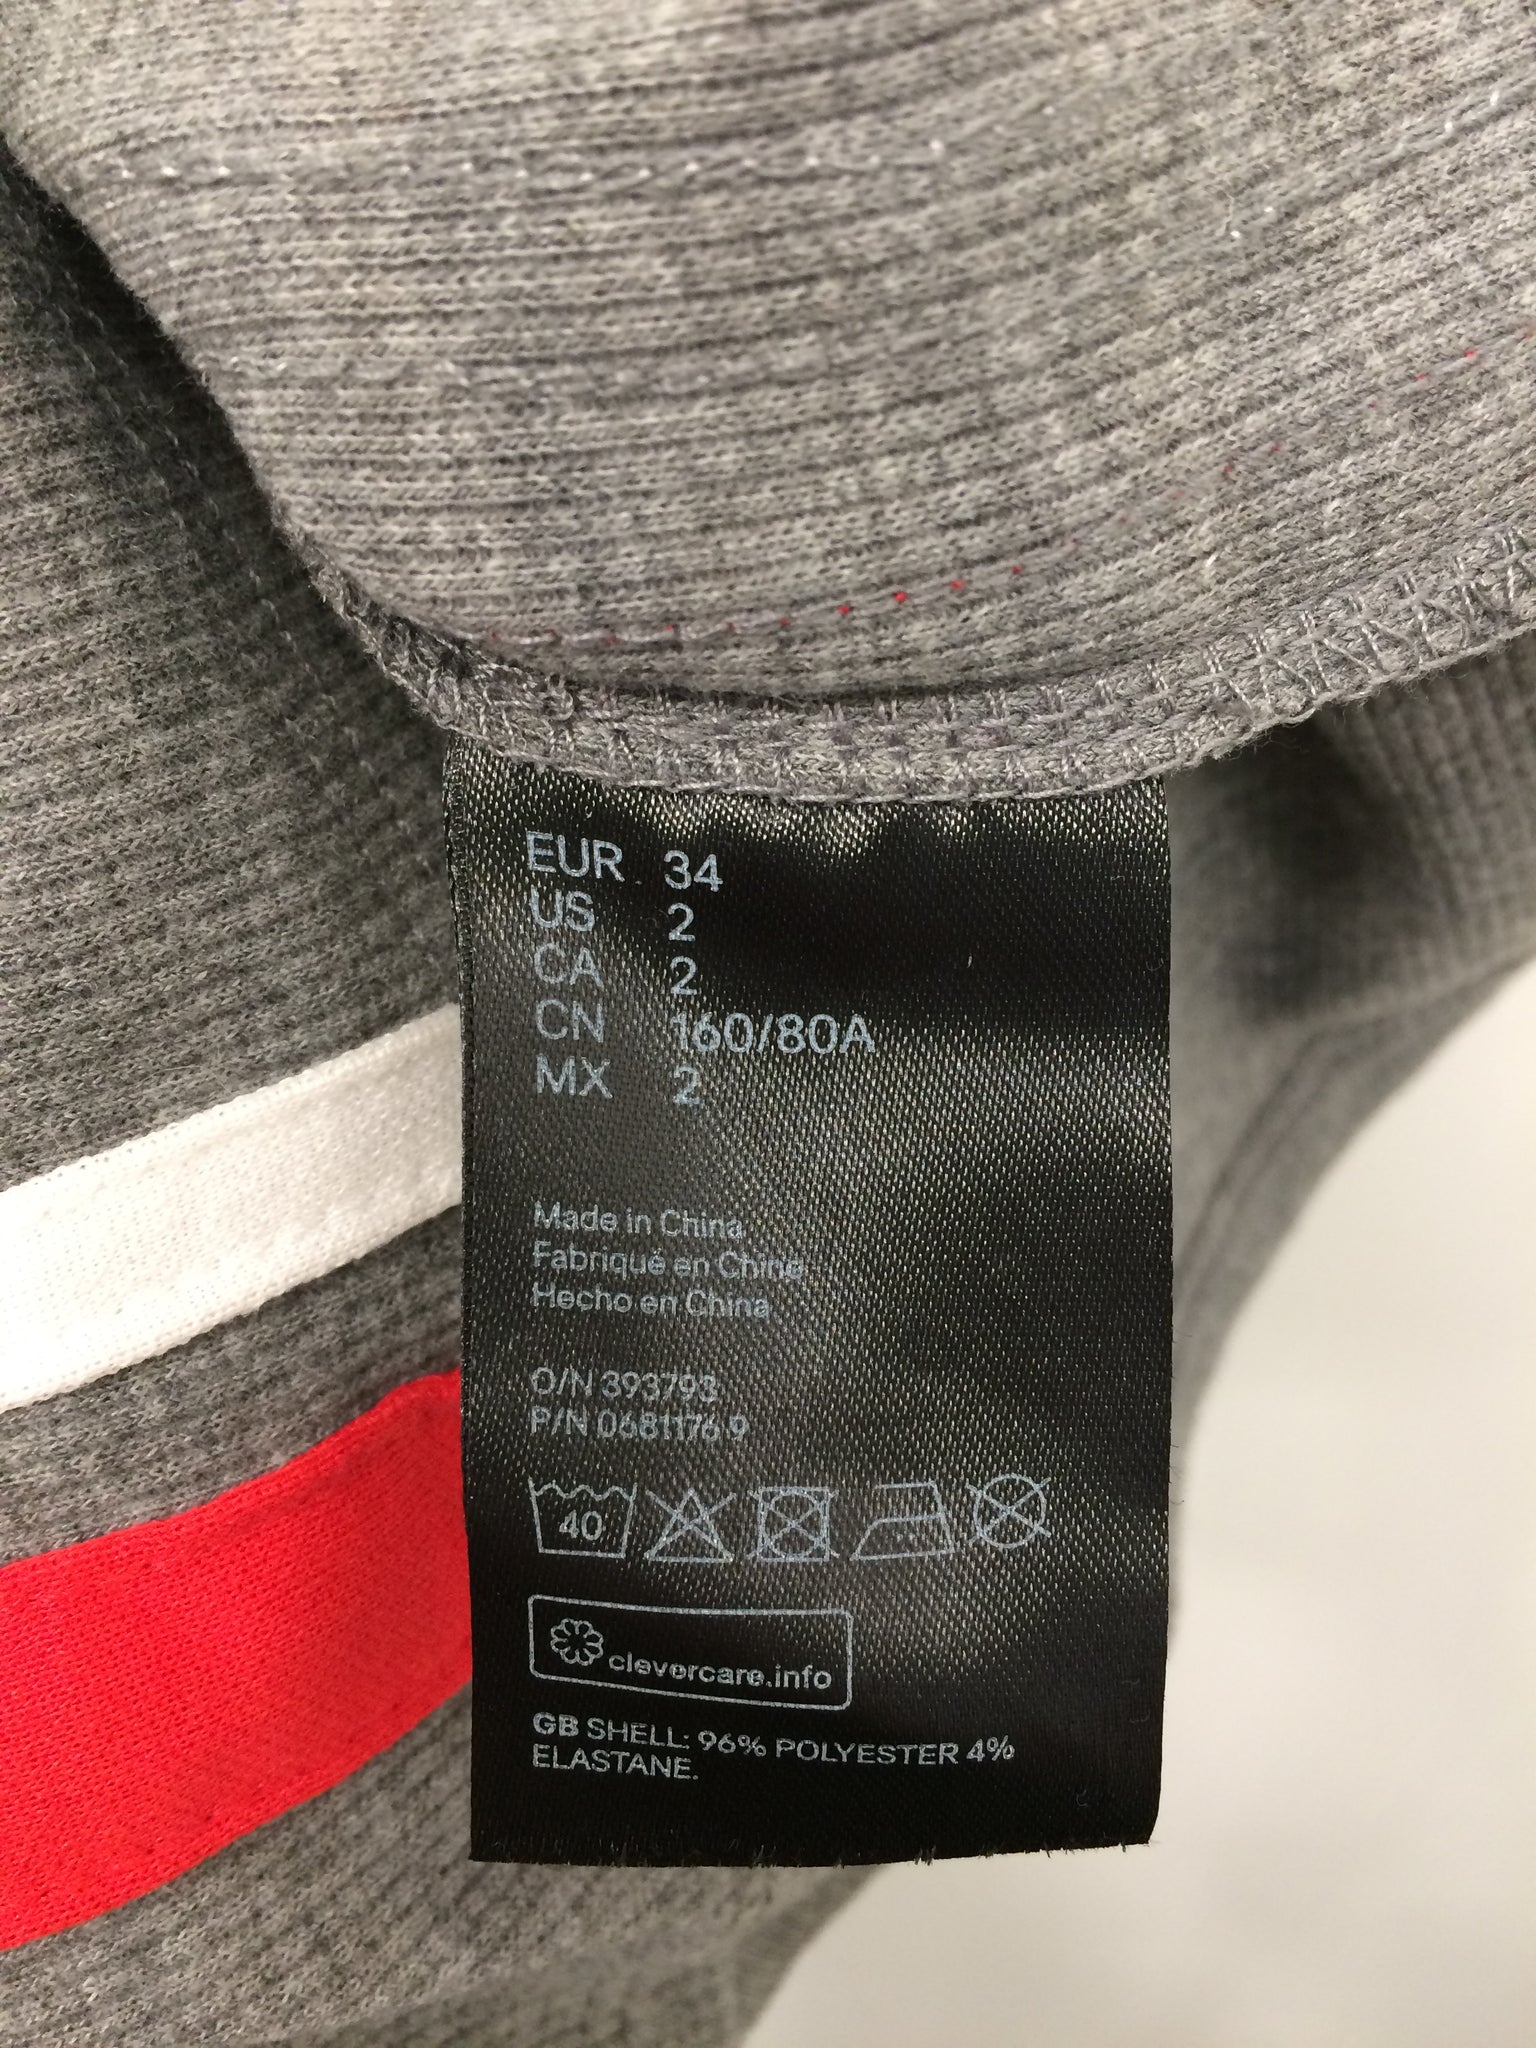 EUR 34
US 2
CA 2
CN 160/80A
MX 2
Made in China
Fabriqué en Chine
Hecho en China
O/N 393793
P/N 0681176.9
40
clevercare.info
GB SHELL: 96% POLYESTER 4%
ELASTANE.